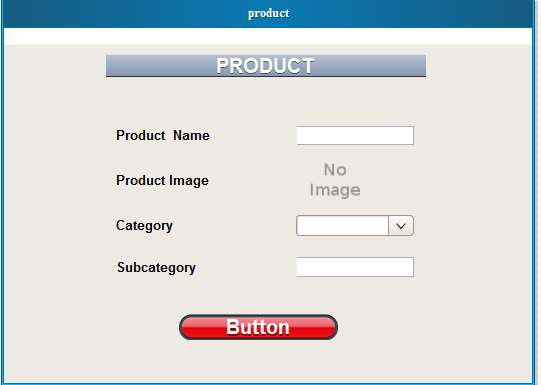 product
PRODUCT
Product Name
No
Image
Product Image
Category
Subcategory
Button